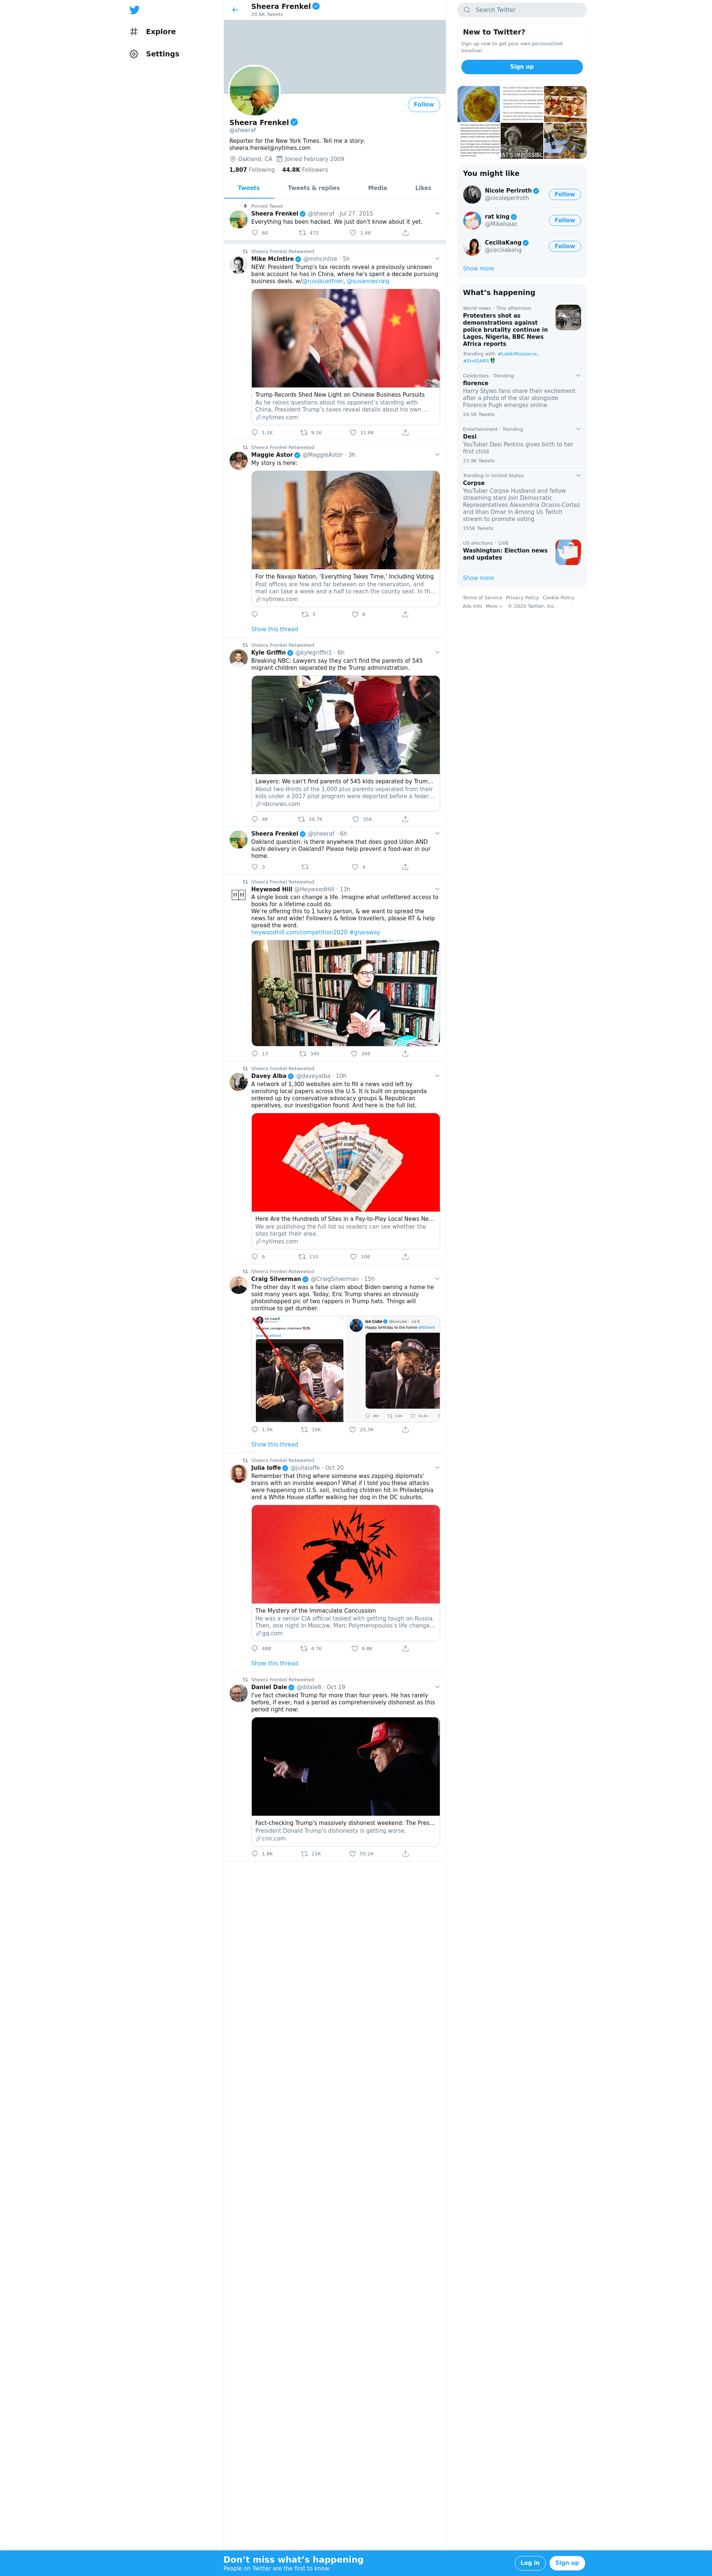 Explore
Settings
Sheera Frenkel
20.8K Tweets
Follow
Sheera Frenkel
@sheeraf
Reporter for the New York Times. Tell me a story:
sheera.frenkel@nytimes.com
Oakland, CA Joined February 2009
1,807 Following 44.8K Followers
Tweets Tweets & replies Media Likes
Pinned Tweet
Sheera Frenkel @sheeraf · Jul 27, 2015
Everything has been hacked. We just don't know about it yet.
60 472 1.4K
Sheera Frenkel Retweeted
Mike McIntire @mmcintire · 5h
NEW: President Trump's tax records reveal a previously unknown
bank account he has in China, where he's spent a decade pursuing
business deals. w/@russbuettner, @susannecraig
Trump Records Shed New Light on Chinese Business Pursuits
As he raises questions about his opponent's standing with
China, President Trump's taxes reveal details about his own ...
nytimes.com
1.1K 9.1K 11.6K
Sheera Frenkel Retweeted
Maggie Astor @MaggieAstor · 3h
My story is here:
For the Navajo Nation, 'Everything Takes Time,' Including Voting
Post offices are few and far between on the reservation, and
mail can take a week and a half to reach the county seat. In th...
nytimes.com
3 6
Show this thread
Sheera Frenkel Retweeted
Kyle Griffin @kylegriffin1 · 6h
Breaking NBC: Lawyers say they can't find the parents of 545
migrant children separated by the Trump administration.
Lawyers: We can't find parents of 545 kids separated by Trum...
About two-thirds of the 1,000 plus parents separated from their
kids under a 2017 pilot program were deported before a feder...
nbcnews.com
4K 34.7K 35K
Sheera Frenkel @sheeraf · 6h
Oakland question: is there anywhere that does good Udon AND
sushi delivery in Oakland? Please help prevent a food-war in our
home.
3 4
Sheera Frenkel Retweeted
Heywood Hill @HeywoodHill · 13h
A single book can change a life. Imagine what unfettered access to
books for a lifetime could do.
We're offering this to 1 lucky person, & we want to spread the
news far and wide! Followers & fellow travellers, please RT & help
spread the word.
heywoodhill.com/competition2020 #giveaway
13 340 266
Sheera Frenkel Retweeted
Davey Alba @daveyalba · 10h
A network of 1,300 websites aim to fill a news void left by
vanishing local papers across the U.S. It is built on propaganda
ordered up by conservative advocacy groups & Republican
operatives, our investigation found. And here is the full list.
Here Are the Hundreds of Sites in a Pay-to-Play Local News Ne...
We are publishing the full list so readers can see whether the
sites target their area.
nytimes.com
6 110 106
Sheera Frenkel Retweeted
Craig Silverman @CraigSilverman · 15h
The other day it was a false claim about Biden owning a home he
sold many years ago. Today, Eric Trump shares an obviously
photoshopped pic of two rappers in Trump hats. Things will
continue to get dumber.
Ice Cube @icecube · Jul 6
Happy birthday to the homie @50cent
1.5K 10K 25.3K
Show this thread
Sheera Frenkel Retweeted
Julia Ioffe @juliaioffe · Oct 20
Remember that thing where someone was zapping diplomats'
brains with an invisble weapon? What if I told you these attacks
were happening on U.S. soil, including children hit in Philadelphia
and a White House staffer walking her dog in the DC suburbs.
The Mystery of the Immaculate Concussion
He was a senior CIA official tasked with getting tough on Russia.
Then, one night in Moscow, Marc Polymeropoulos's life change...
gq.com
488 4.7K 6.8K
Show this thread
Sheera Frenkel Retweeted
Daniel Dale @ddale8 · Oct 19
I've fact checked Trump for more than four years. He has rarely
before, if ever, had a period as comprehensively dishonest as this
period right now:
Fact-checking Trump's massively dishonest weekend: The Pres...
President Donald Trump's dishonesty is getting worse.
cnn.com
1.8K 21K 55.2K
Search Twitter
New to Twitter?
Sign up now to get your own personalized
timeline!
Sign up
You might like
Nicole Perlroth
@nicoleperlroth
Follow
rat king
@MikeIsaac
Follow
CeciliaKang
@ceciliakang
Follow
Show more
What's happening
World news · This afternoon
Protesters shot as
demonstrations against
police brutality continue in
Lagos, Nigeria, BBC News
Africa reports
Trending with #LekkiMassacre,
#EndSARS
Celebrities · Trending
florence
Harry Styles fans share their excitement
after a photo of the star alongside
Florence Pugh emerges online
24.5K Tweets
Entertainment · Trending
Desi
YouTuber Desi Perkins gives birth to her
first child
23.9K Tweets
Trending in United States
Corpse
YouTuber Corpse Husband and fellow
streaming stars join Democratic
Representatives Alexandria Ocasio-Cortez
and Ilhan Omar in Among Us Twitch
stream to promote voting
155K Tweets
US elections · LIVE
Washington: Election news
and updates
Show more
Terms of Service Privacy Policy Cookie Policy
Ads info More © 2020 Twitter, Inc.
Don't miss what's happening
People on Twitter are the first to know.
Log in Sign up